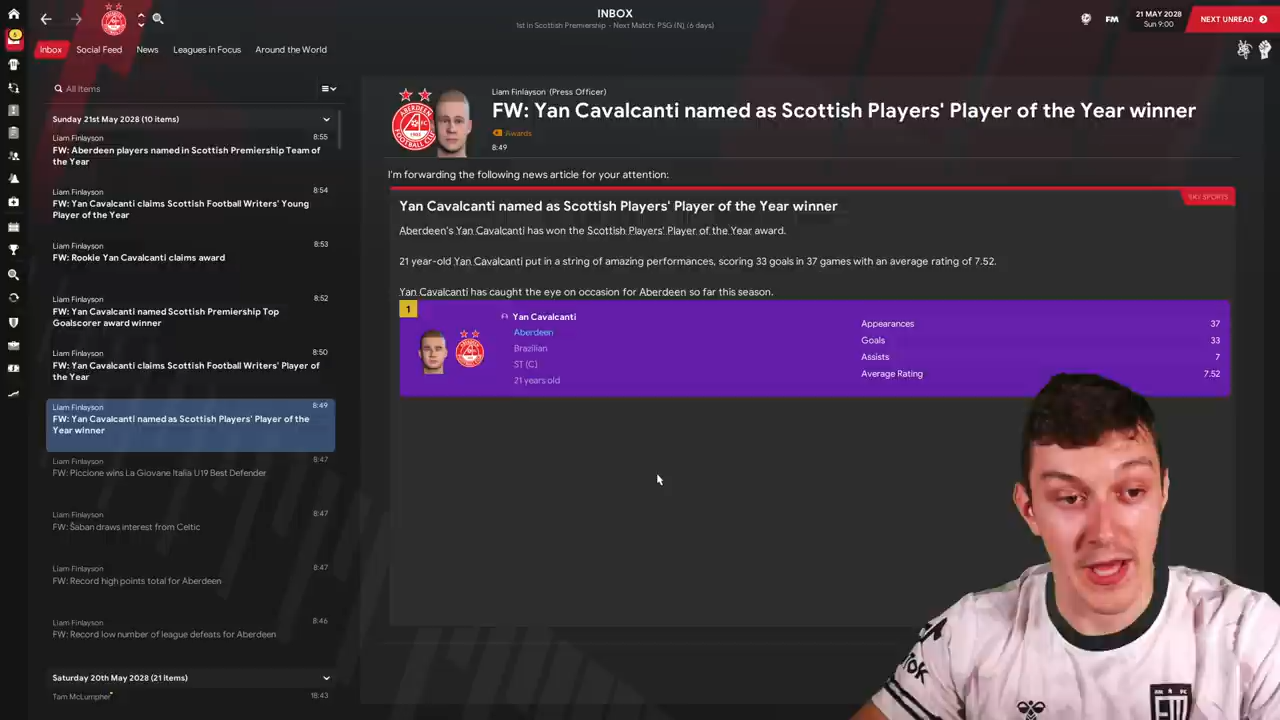 INBOX
1st in Scottish Premiership - Next Match: PSG (N) (6 days)
FM
21 MAY 2028
Sun 9:00
NEXT UNREAD
Inbox
Social Feed
News
Leagues in Focus
Around the World
All Items
Sunday 21st May 2028 (10 items)
Liam Finlayson
8:55
FW: Aberdeen players named in Scottish Premiership Team of
the Year
Liam Finlayson
8:54
FW: Yan Cavalcanti claims Scottish Football Writers' Young
Player of the Year
Liam Finlayson
8:53
FW: Rookie Yan Cavalcanti claims award
Liam Finlayson
8:52
FW: Yan Cavalcanti named Scottish Premiership Top
Goalscorer award winner
Liam Finlayson
8:50
FW: Yan Cavalcanti claims Scottish Football Writers' Player of
the Year
Liam Finlayson
8:49
FW: Yan Cavalcanti named as Scottish Players' Player of the
Year winner
Liam Finlayson
8:47
FW: Piccione wins La Giovane Italia U19 Best Defender
Liam Finlayson
8:47
FW: Šaban draws interest from Celtic
Liam Finlayson
8:47
FW: Record high points total for Aberdeen
Liam Finlayson
8:46
FW: Record low number of league defeats for Aberdeen
Saturday 20th May 2028 (21 items)
Tam McLumpher
18:43
Liam Finlayson (Press Officer)
FW: Yan Cavalcanti named as Scottish Players' Player of the Year winner
Awards
8:49
I'm forwarding the following news article for your attention:
SKY SPORTS
Yan Cavalcanti named as Scottish Players' Player of the Year winner
Aberdeen's Yan Cavalcanti has won the Scottish Players' Player of the Year award.
21 year-old Yan Cavalcanti put in a string of amazing performances, scoring 33 goals in 37 games with an average rating of 7.52.
Yan Cavalcanti has caught the eye on occasion for Aberdeen so far this season.
1
Yan Cavalcanti
Aberdeen
Brazilian
ST (C)
21 years old
Appearances 37
Goals 33
Assists 7
Average Rating 7.52